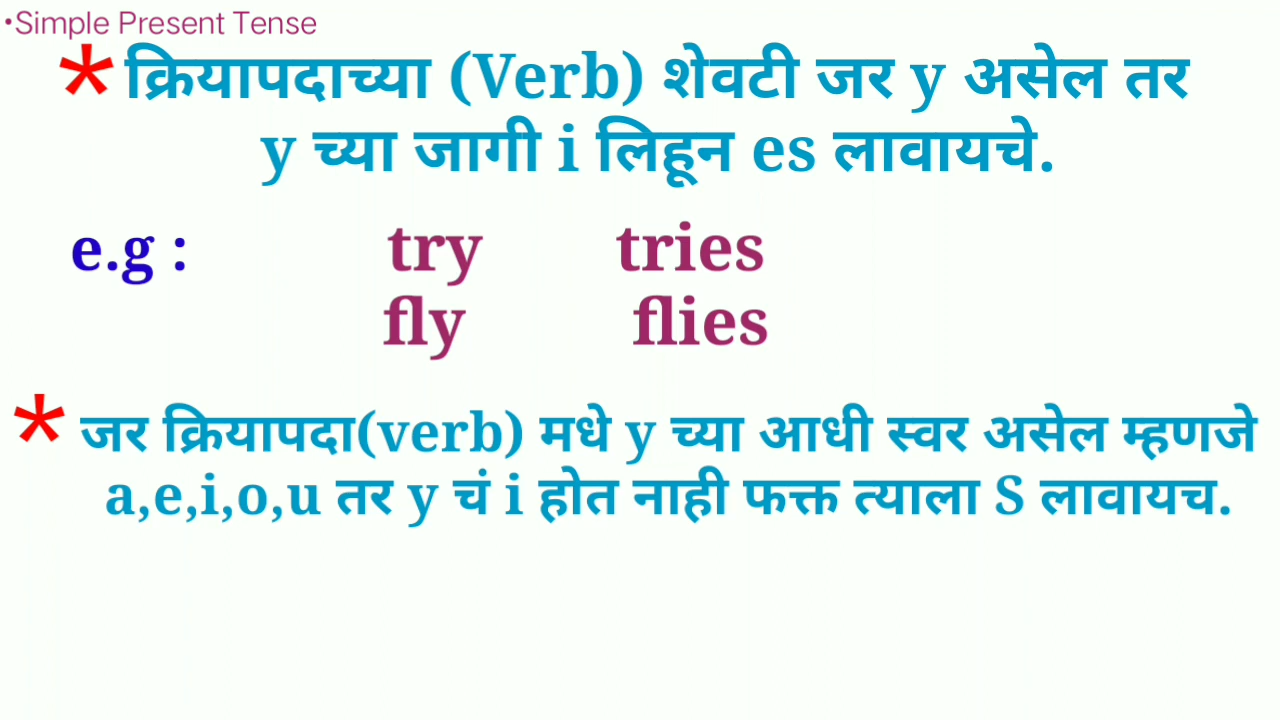 •Simple Present Tense
* क्रियापदाच्या (Verb) शेवटी जर y असेल तर
y च्या जागी i लिहून es लावायचे.
e.g : try tries
fly flies
* जर क्रियापदा(verb) मधे y च्या आधी स्वर असेल म्हणजे
a,e,i,o,u तर y चं i होत नाही फक्त त्याला S लावायच.